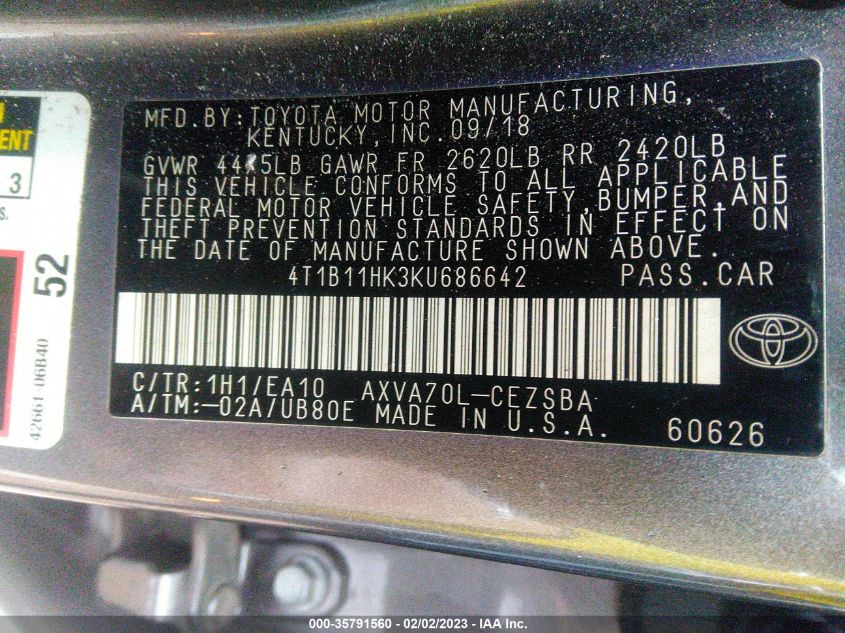 MFD.BY:TOYOTA MOTOR MANUFACTURING,
KENTUCKY,INC 09/18
GVWR LB GAWR FR 2620LB RR 2420LB
THIS VEHICLE CONFORMS TO ALL APPLICABLE
FEDERAL MOTOR VEHICLE SAFETY,BUMPER,AND
THEFT PREVENTION STANDARDS IN EFFECT ON
THE DATE OF MANUFACTURE SHOWN ABOVE.
4T1B11HK3KU686642 PASS.CAR
C/TR:1H1/EA10 AXVA70L-CEZSBA
A/TM:-02A/UB80E MADE IN U.S.A. 60626
3
52
42661 06B40
000-35791560 - 02/02/2023 - IAA Inc.